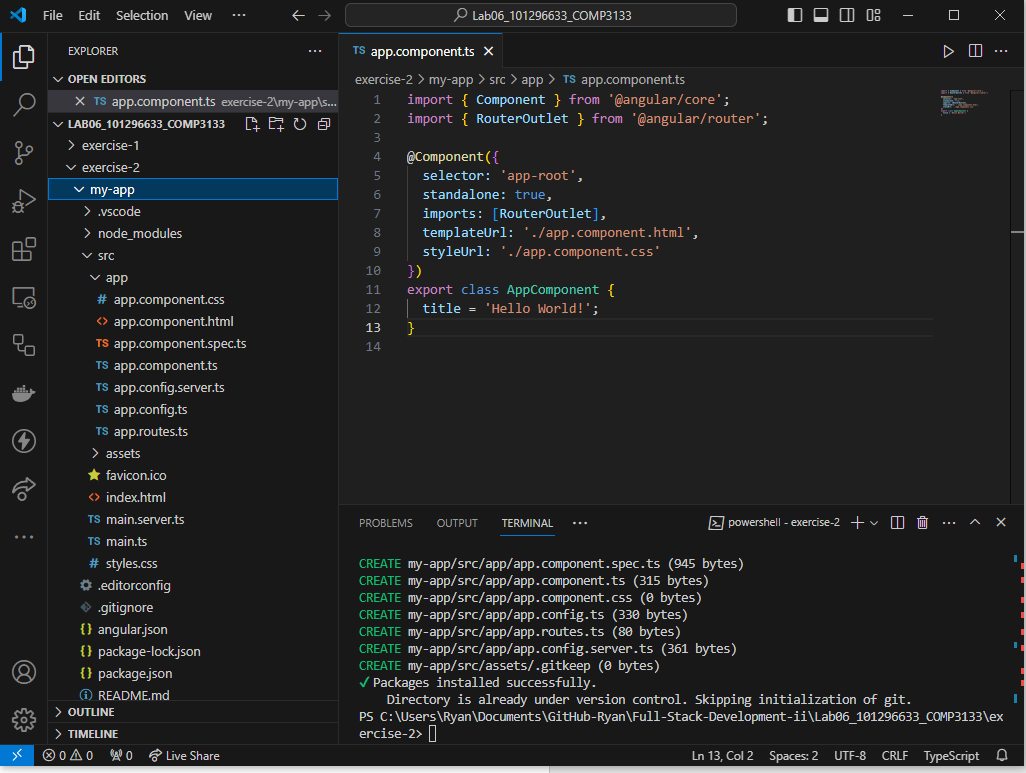 File Edit Selection View ··· Lab06_101296633_COMP3133
EXPLORER ···
OPEN EDITORS
TS app.component.ts exercise-2\my-app\s...
LAB06_101296633_COMP3133
exercise-1
exercise-2
my-app
.vscode
node_modules
src
app
# app.component.css
<> app.component.html
TS app.component.spec.ts
TS app.component.ts
TS app.config.server.ts
TS app.config.ts
TS app.routes.ts
assets
favicon.ico
<> index.html
TS main.server.ts
TS main.ts
# styles.css
.editorconfig
.gitignore
{} angular.json
{} package-lock.json
{} package.json
README.md
OUTLINE
TIMELINE
TS app.component.ts
exercise-2 > my-app > src > app > TS app.component.ts
1 import { Component } from '@angular/core';
2 import { RouterOutlet } from '@angular/router';
3
4 @Component({
5 selector: 'app-root',
6 standalone: true,
7 imports: [RouterOutlet],
8 templateUrl: './app.component.html',
9 styleUrl: './app.component.css'
10 })
11 export class AppComponent {
12 title = 'Hello World!';
13 }
14
PROBLEMS OUTPUT TERMINAL ··· powershell - exercise-2
CREATE my-app/src/app/app.component.spec.ts (945 bytes)
CREATE my-app/src/app/app.component.ts (315 bytes)
CREATE my-app/src/app/app.component.css (0 bytes)
CREATE my-app/src/app/app.config.ts (330 bytes)
CREATE my-app/src/app/app.routes.ts (80 bytes)
CREATE my-app/src/app/app.config.server.ts (361 bytes)
CREATE my-app/src/assets/.gitkeep (0 bytes)
✓ Packages installed successfully.
Directory is already under version control. Skipping initialization of git.
PS C:\Users\Ryan\Documents\GitHub-Ryan\Full-Stack-Development-ii\Lab06_101296633_COMP3133\ex
ercise-2>
0 0 0 Live Share Ln 13, Col 2 Spaces: 2 UTF-8 CRLF TypeScript